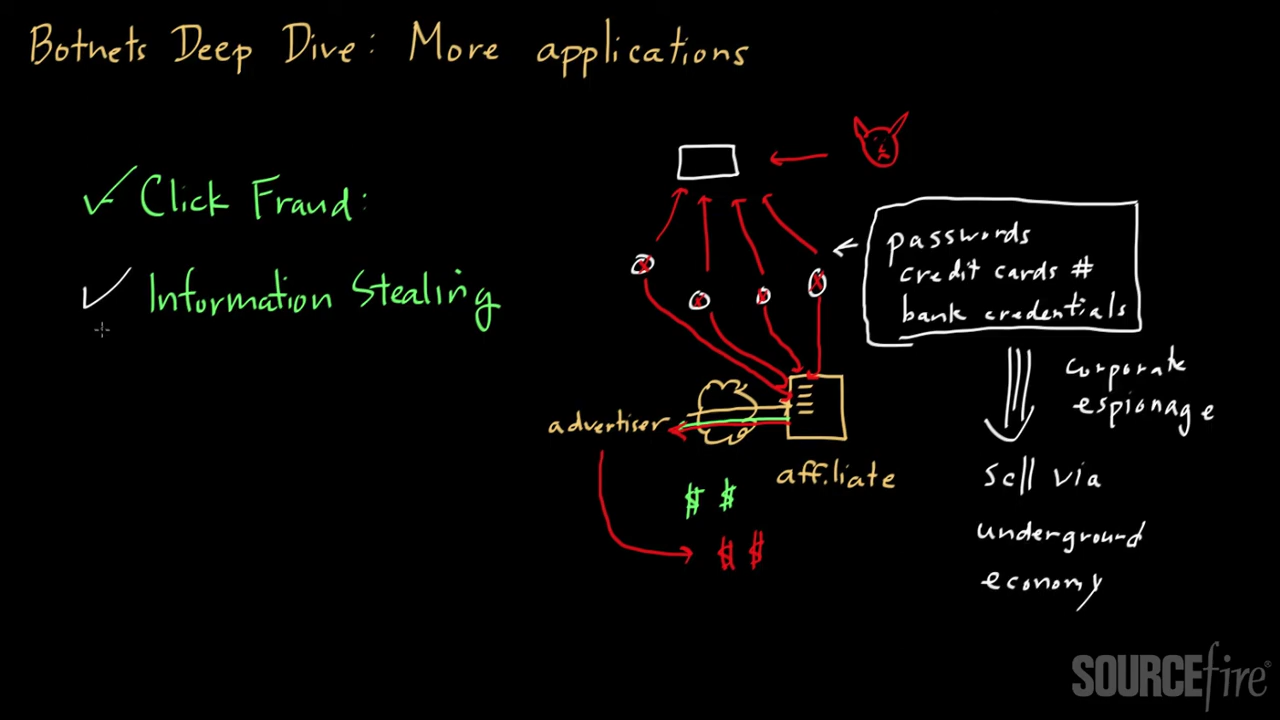 Botnets Deep Dive: More applications
✓ Click Fraud:
✓ Information Stealing
passwords
credit cards #
bank credentials
corporate
espionage
advertiser
affiliate
$ $
$ $
sell via
underground
economy
SOURCEfire®